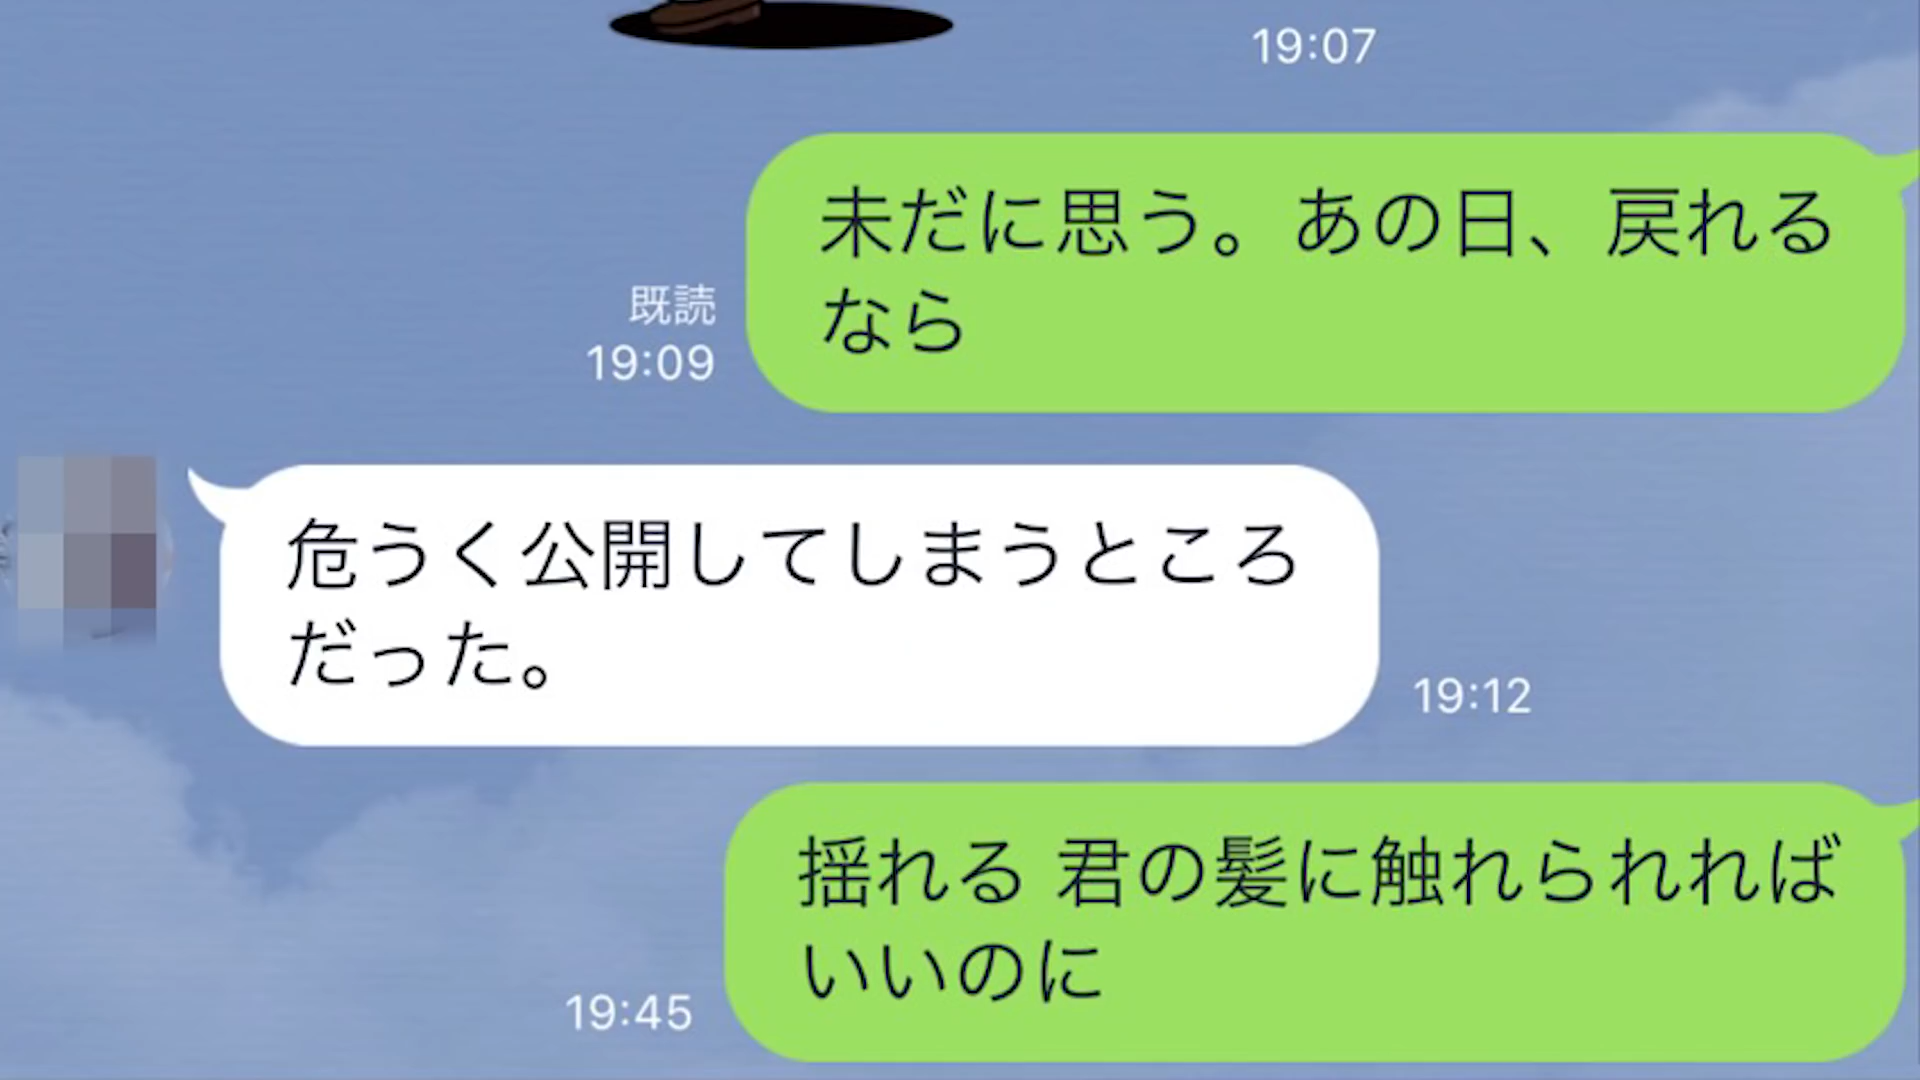 19:07
未だに思う。あの日、戻れる
なら
既読
19:09
危うく公開してしまうところ
だった。
19:12
揺れる 君の髪に触れられれば
いいのに
19:45